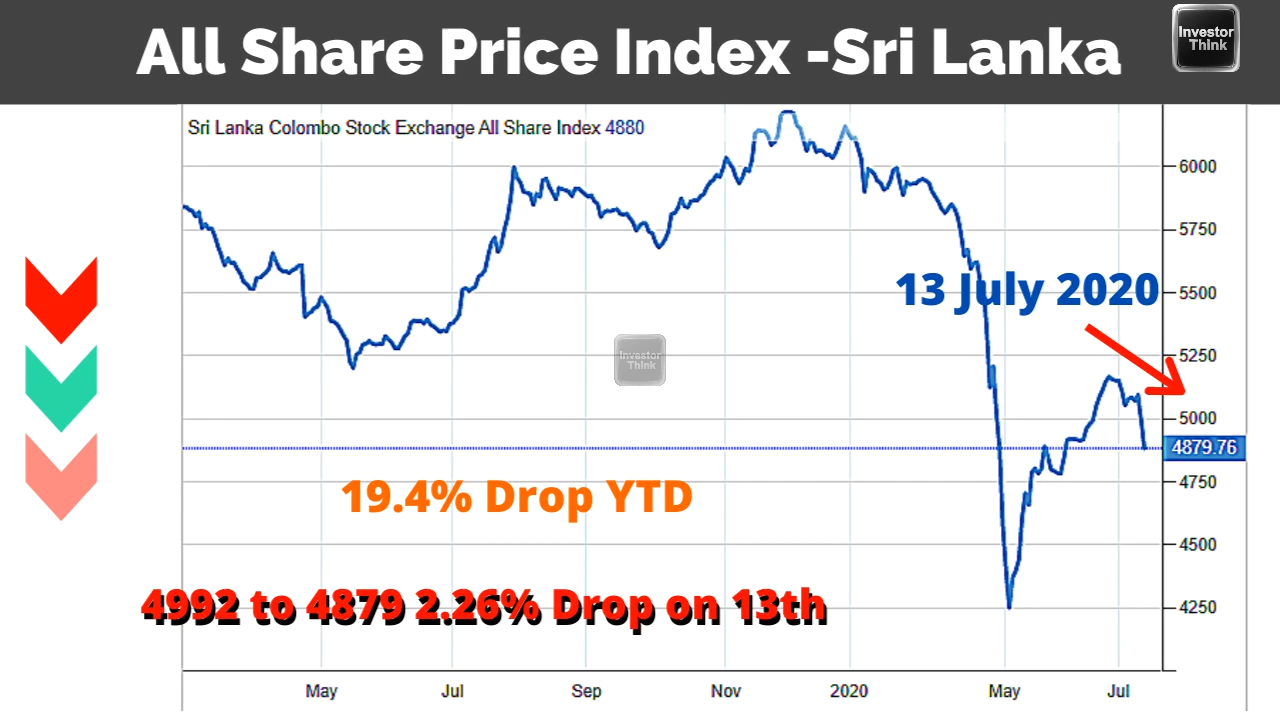 All Share Price Index -Sri Lanka
Investor
Think
Sri Lanka Colombo Stock Exchange All Share Index 4880
6000
5750
13 July 2020
5500
Investor
Think
5250
5000
4879.76
4750
19.4% Drop YTD
4500
4992 to 4879 2.26% Drop on 13th
4250
May Jul Sep Nov 2020 May Jul